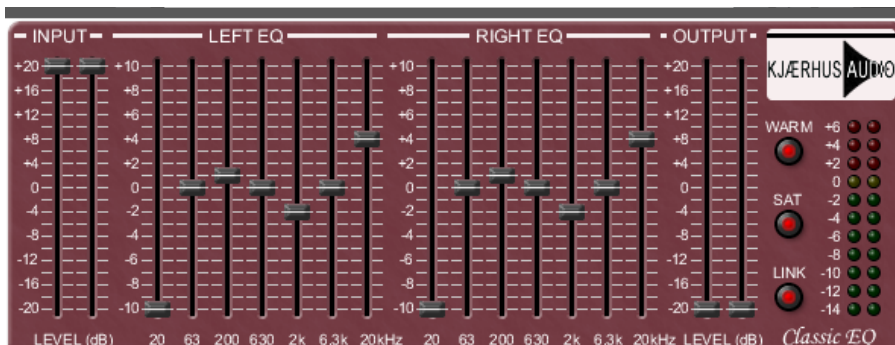 INPUT LEFT EQ RIGHT EQ OUTPUT
KJÆRHUS AUDIO
+20 +10 +10 +20
+16 +8 +8 +16
+12 +6 +6 +12
+8 +4 +4 +8
+4 +2 +2 +4
0 0 0 0
-4 -2 -2 -4
-8 -4 -4 -8
-12 -6 -6 -12
-16 -8 -8 -16
-20 -10 -10 -20
WARM
SAT
LINK
+6
+4
+2
0
-2
-4
-6
-8
-10
-12
-14
LEVEL (dB) 20 63 200 630 2k 6,3k 20kHz 20 63 200 630 2k 6,3k 20kHz LEVEL (dB) Classic EQ